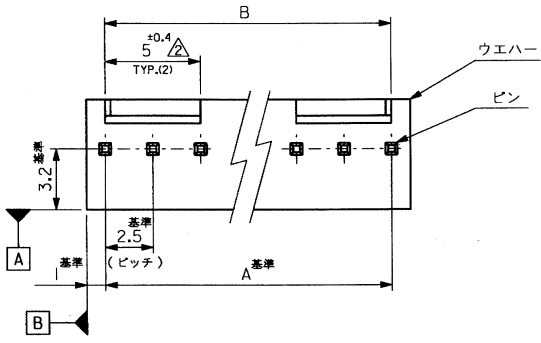 B
±0.4
5 2
TYP.(2)
ウエハー
ピン
3.2 基準
基準
2.5
(ピッチ)
A
1 基準
A 基準
B